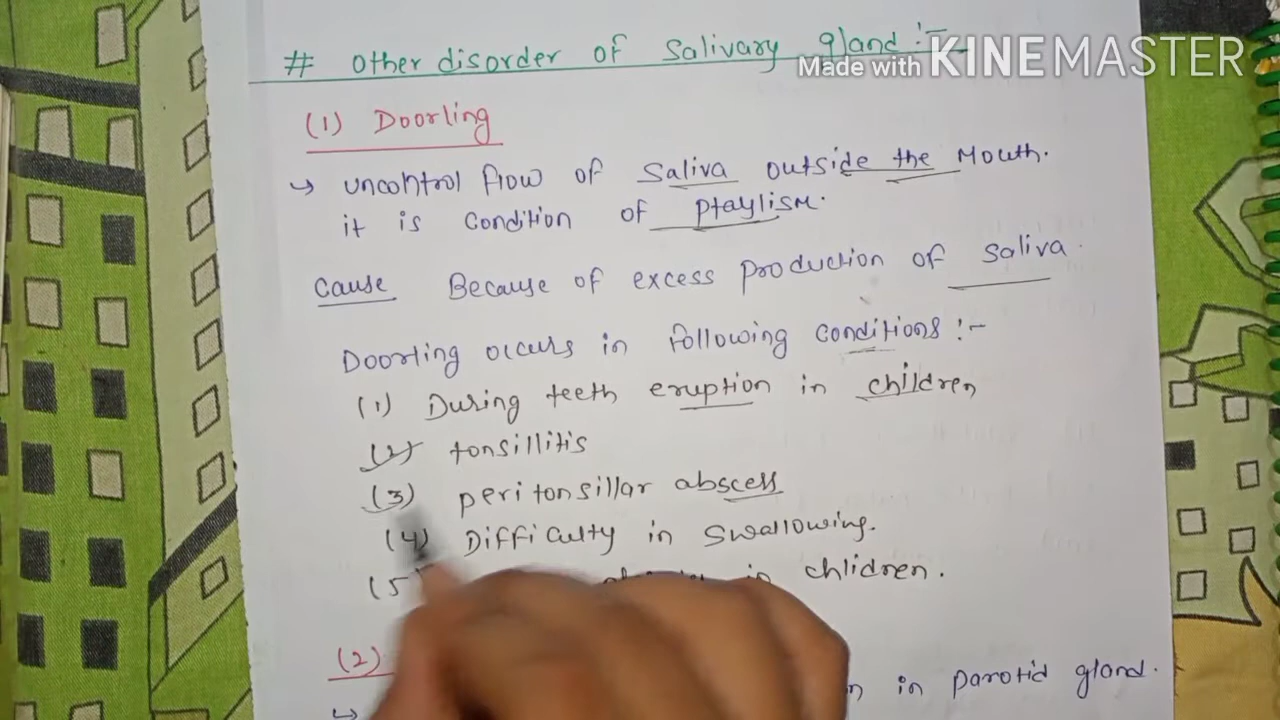 # Other disorder of Salivary gland :-
Made with KINEMASTER
(1) Doorling
↪ uncontrol flow of Saliva outside the Mouth.
it is Condition of Ptaylism.
Cause Because of excess production of saliva.
Doorling occurs in following conditions :-
(1) During teeth eruption in children
(2) tonsillitis
(3) peritonsillar abscess
(4) Difficulty in swallowing.
(5) in chlidren.
(2)
↪ in parotid gland.